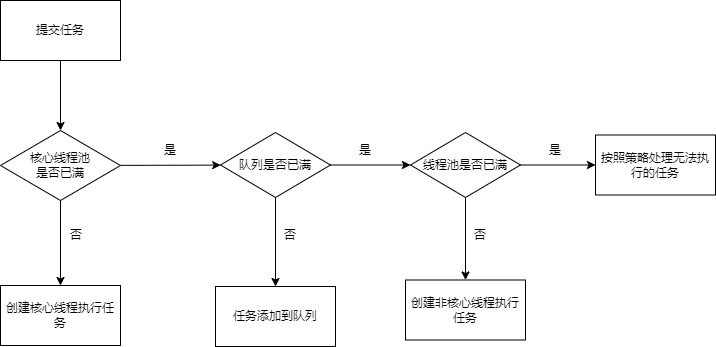 提交任务
核心线程池
是否已满
是
队列是否已满
是
线程池是否已满
是
按照策略处理无法执
行的任务
否
否
否
创建核心线程执行任
务
任务添加到队列
创建非核心线程执行
任务